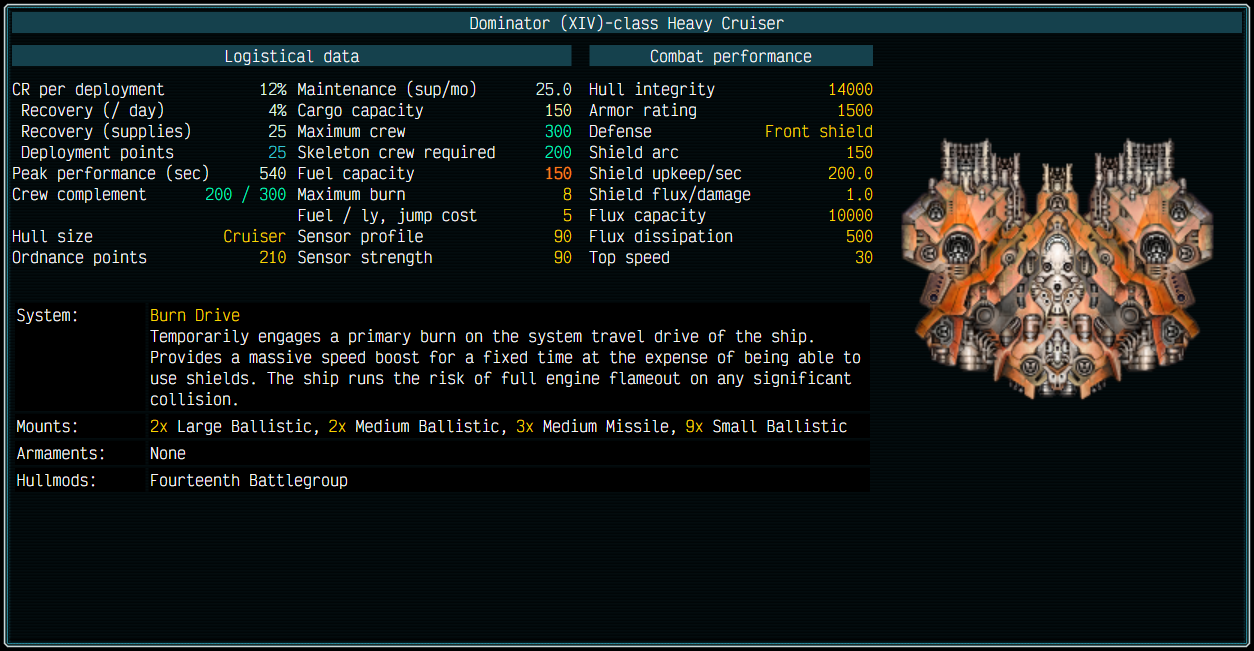 Dominator (XIV)-class Heavy Cruiser
Logistical data
CR per deployment 12%
Recovery (/ day) 4%
Recovery (supplies) 25
Deployment points 25
Peak performance (sec) 540
Crew complement 200 / 300
Hull size Cruiser
Ordnance points 210
Maintenance (sup/mo) 25.0
Cargo capacity 150
Maximum crew 300
Skeleton crew required 200
Fuel capacity 150
Maximum burn 8
Fuel / ly, jump cost 5
Sensor profile 90
Sensor strength 90
Combat performance
Hull integrity 14000
Armor rating 1500
Defense Front shield
Shield arc 150
Shield upkeep/sec 200.0
Shield flux/damage 1.0
Flux capacity 10000
Flux dissipation 500
Top speed 30
System: Burn Drive
Temporarily engages a primary burn on the system travel drive of the ship.
Provides a massive speed boost for a fixed time at the expense of being able to
use shields. The ship runs the risk of full engine flameout on any significant
collision.
Mounts: 2x Large Ballistic, 2x Medium Ballistic, 3x Medium Missile, 9x Small Ballistic
Armaments: None
Hullmods: Fourteenth Battlegroup